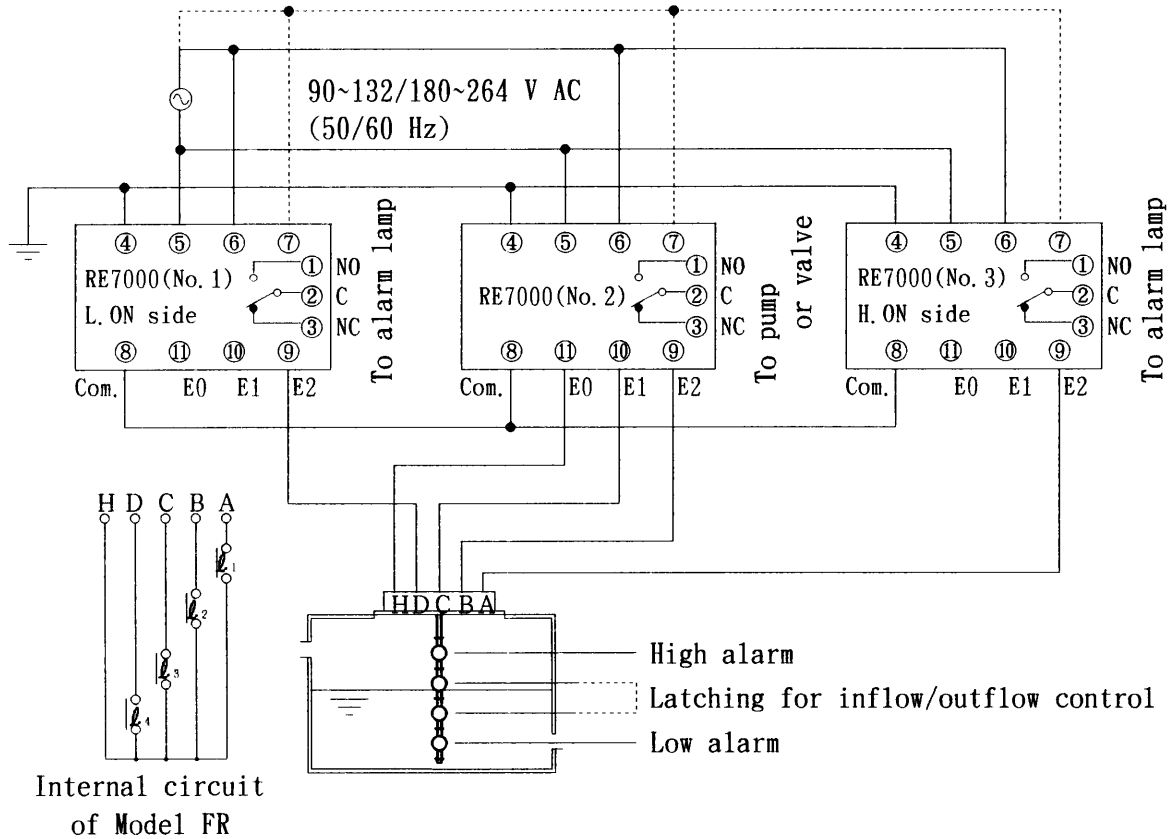 90~132/180~264 V AC
(50/60 Hz)
④ ⑤ ⑥ ⑦
RE7000(No. 1)
L. ON side
① NO
② C
③ NC
⑧ ⑪ ⑩ ⑨
Com. E0 E1 E2
To alarm lamp
④ ⑤ ⑥ ⑦
RE7000(No. 2)
① NO
② C
③ NC
⑧ ⑪ ⑩ ⑨
E0 E1 E2
To pump
or valve
④ ⑤ ⑥ ⑦
RE7000(No. 3)
H. ON side
① NO
② C
③ NC
⑧ ⑪ ⑩ ⑨
Com. E0 E1 E2
To alarm lamp
H D C B A
ℓ1
ℓ2
ℓ3
ℓ4
Internal circuit
of Model FR
H D C B A
High alarm
Latching for inflow/outflow control
Low alarm